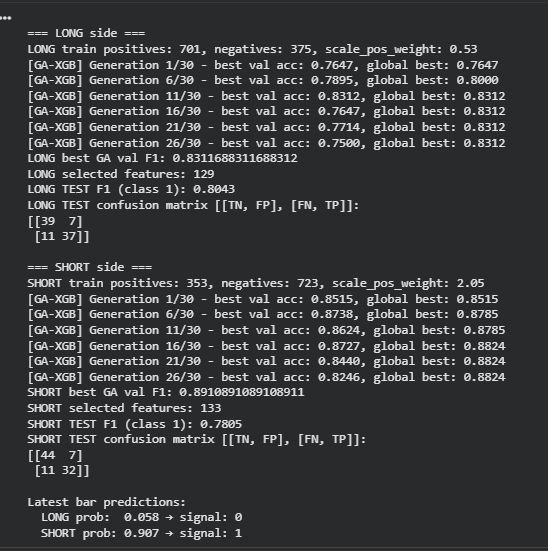 === LONG side ===
LONG train positives: 701, negatives: 375, scale_pos_weight: 0.53
[GA-XGB] Generation 1/30 - best val acc: 0.7647, global best: 0.7647
[GA-XGB] Generation 6/30 - best val acc: 0.7895, global best: 0.8000
[GA-XGB] Generation 11/30 - best val acc: 0.8312, global best: 0.8312
[GA-XGB] Generation 16/30 - best val acc: 0.7647, global best: 0.8312
[GA-XGB] Generation 21/30 - best val acc: 0.7714, global best: 0.8312
[GA-XGB] Generation 26/30 - best val acc: 0.7500, global best: 0.8312
LONG best GA val F1: 0.8311688311688312
LONG selected features: 129
LONG TEST F1 (class 1): 0.8043
LONG TEST confusion matrix [[TN, FP], [FN, TP]]:
[[39  7]
 [11 37]]

=== SHORT side ===
SHORT train positives: 353, negatives: 723, scale_pos_weight: 2.05
[GA-XGB] Generation 1/30 - best val acc: 0.8515, global best: 0.8515
[GA-XGB] Generation 6/30 - best val acc: 0.8738, global best: 0.8785
[GA-XGB] Generation 11/30 - best val acc: 0.8624, global best: 0.8785
[GA-XGB] Generation 16/30 - best val acc: 0.8727, global best: 0.8824
[GA-XGB] Generation 21/30 - best val acc: 0.8440, global best: 0.8824
[GA-XGB] Generation 26/30 - best val acc: 0.8246, global best: 0.8824
SHORT best GA val F1: 0.8910891089108911
SHORT selected features: 133
SHORT TEST F1 (class 1): 0.7805
SHORT TEST confusion matrix [[TN, FP], [FN, TP]]:
[[44  7]
 [11 32]]

Latest bar predictions:
  LONG prob:  0.058 → signal: 0
  SHORT prob: 0.907 → signal: 1